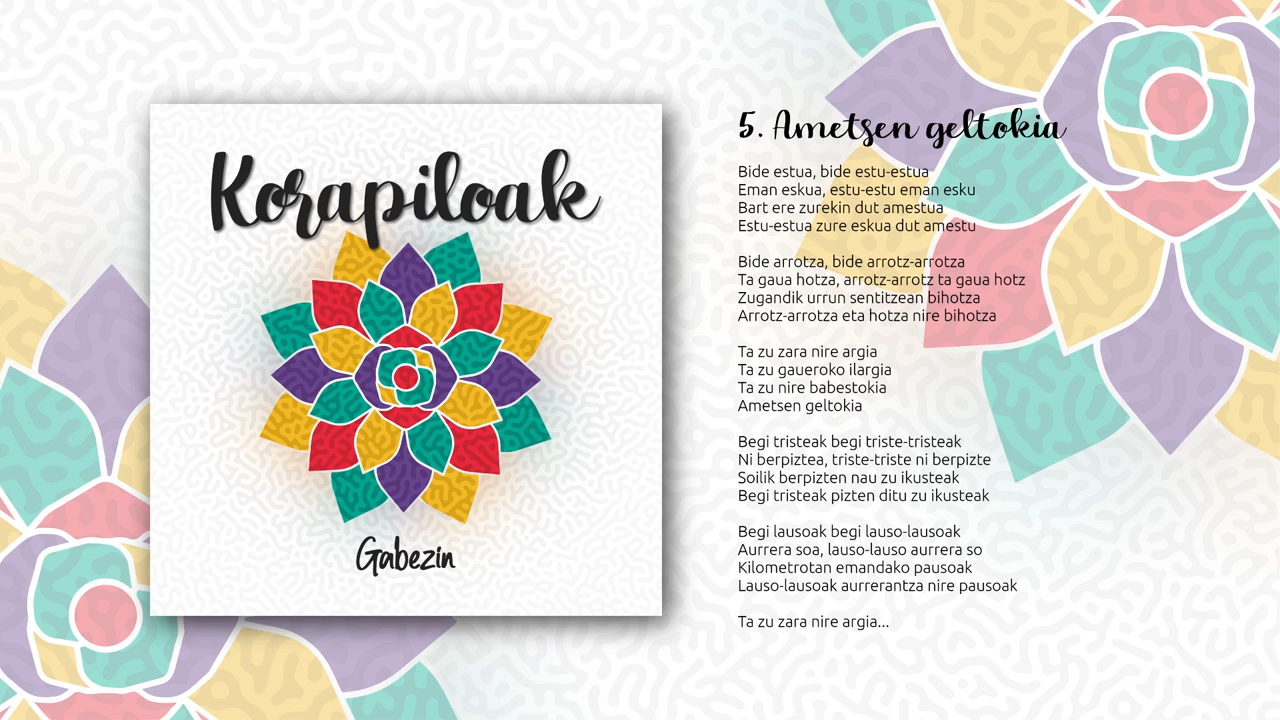 Korapiloak
Gabezin
5. Ametsen geltokia
Bide estua, bide estu-estua
Eman eskua, estu-estu eman esku
Bart ere zurekin dut amestua
Estu-estua zure eskua dut amestu
Bide arrotza, bide arrotz-arrotza
Ta gaua hotza, arrotz-arrotz ta gaua hotz
Zugandik urrun sentitzean bihotza
Arrotz-arrotza eta hotza nire bihotza
Ta zu zara nire argia
Ta zu gaueroko ilargia
Ta zu nire babestokia
Ametsen geltokia
Begi tristeak begi triste-tristeak
Ni berpiztea, triste-triste ni berpizte
Soilik berpizten nau zu ikusteak
Begi tristeak pizten ditu zu ikusteak
Begi lausoak begi lauso-lausoak
Aurrera soa, lauso-lauso aurrera so
Kilometrotan emandako pausoak
Lauso-lausoak aurrerantza nire pausoak
Ta zu zara nire argia...